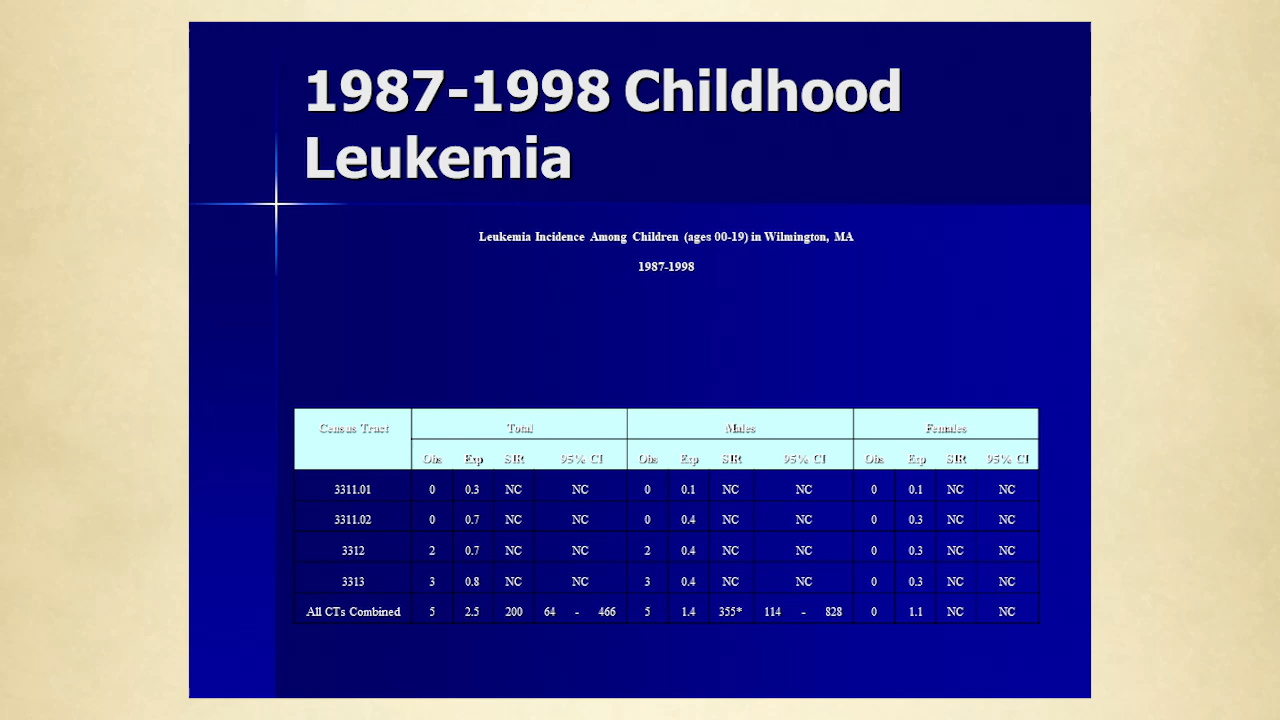 1987-1998 Childhood
Leukemia
Leukemia Incidence Among Children (ages 00-19) in Wilmington, MA
1987-1998
Census Tract Total Males Females
Obs Exp SIR 95% CI Obs Exp SIR 95% CI Obs Exp SIR 95% CI
3311.01 0 0.3 NC NC 0 0.1 NC NC 0 0.1 NC NC
3311.02 0 0.7 NC NC 0 0.4 NC NC 0 0.3 NC NC
3312 2 0.7 NC NC 2 0.4 NC NC 0 0.3 NC NC
3313 3 0.8 NC NC 3 0.4 NC NC 0 0.3 NC NC
All CTs Combined 5 2.5 200 64 - 466 5 1.4 355* 114 - 828 0 1.1 NC NC